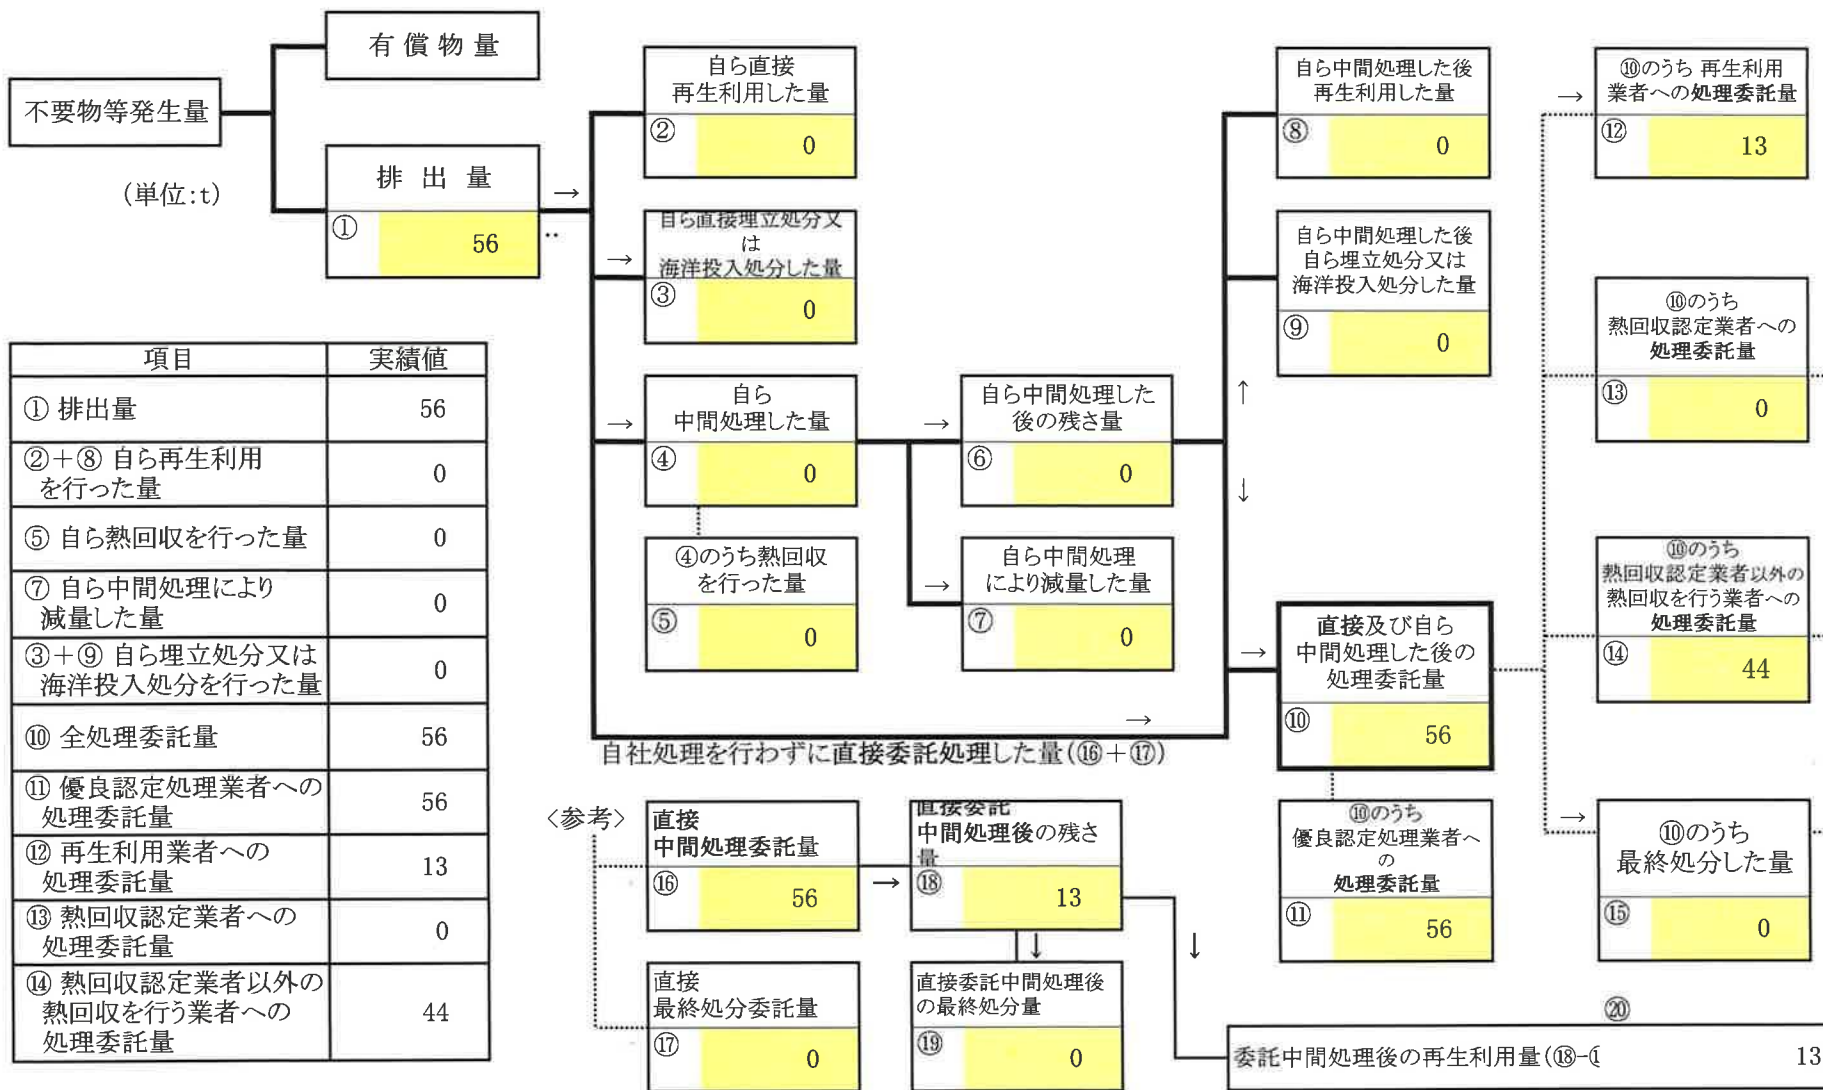 有 償 物 量
不要物等発生量
(単位:t)
排 出 量
→
①
56
‥
自ら直接
再生利用した量
②
0
自ら直接埋立処分又
は
海洋投入処分した量
→
③
0
自ら
中間処理した量
→
④
0
④のうち熱回収
を行った量
⑤
0
自ら中間処理した
後の残さ量
→
⑥
0
自ら中間処理
により減量した量
→
⑦
0
自ら中間処理した後
再生利用した量
⑧
0
自ら中間処理した後
自ら埋立処分又は
海洋投入処分した量
⑨
0
↑
↓
→
直接及び自ら
中間処理した後の
処理委託量
⑩
56
⑩のうち
優良認定処理業者へ
の
処理委託量
⑪
56
→
⑩のうち 再生利用
業者への処理委託量
⑫
13
⑩のうち
熱回収認定業者への
処理委託量
⑬
0
⑩のうち
熱回収認定業者以外の
熱回収を行う業者への
処理委託量
⑭
44
→
⑩のうち
最終処分した量
⑮
0
→
自社処理を行わずに直接委託処理した量(⑯+⑰)
<参考>
直接
中間処理委託量
⑯
56
→
直接委託
中間処理後の残さ
量
⑱
13
↓
↓
直接
最終処分委託量
⑰
0
直接委託中間処理後
の最終処分量
⑲
0
⑳
委託中間処理後の再生利用量(⑱-
13
項目 実績値
① 排出量 56
②+⑧ 自ら再生利用
を行った量 0
⑤ 自ら熱回収を行った量 0
⑦ 自ら中間処理により
減量した量 0
③+⑨ 自ら埋立処分又は
海洋投入処分を行った量 0
⑩ 全処理委託量 56
⑪ 優良認定処理業者への
処理委託量 56
⑫ 再生利用業者への
処理委託量 13
⑬ 熱回収認定業者への
処理委託量 0
⑭ 熱回収認定業者以外の
熱回収を行う業者への
処理委託量 44